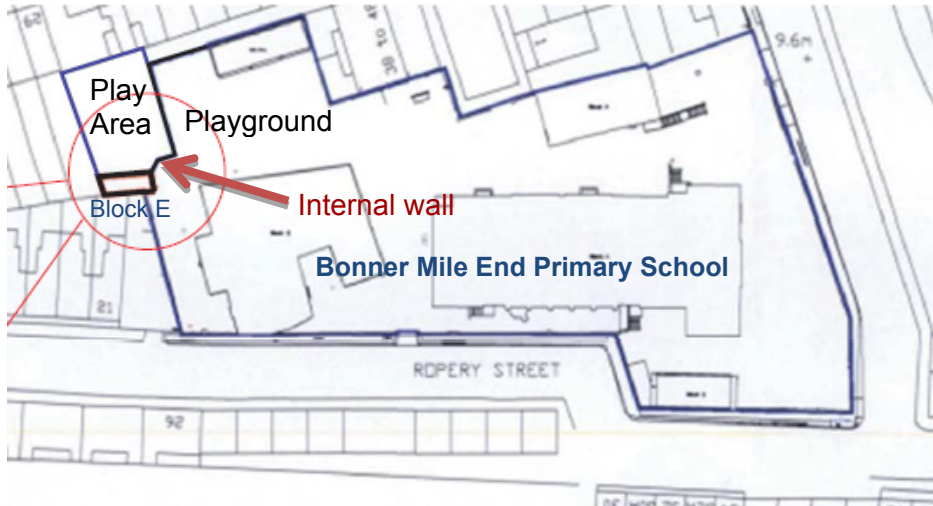 62
38 to 48
9.6m
+
Play
Area
Playground
Block E
Internal wall
Bonner Mile End Primary School
21
ROPERY STREET
92